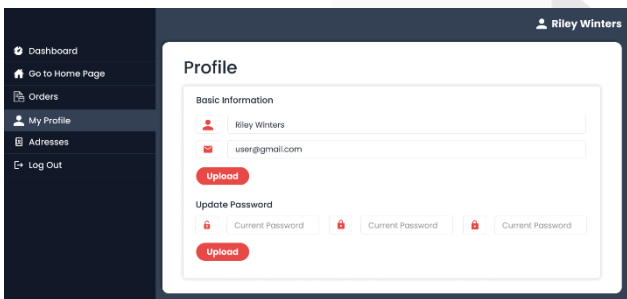 Riley Winters
Dashboard
Go to Home Page
Orders
My Profile
Adresses
Log Out
Profile
Basic Information
Riley Winters
user@gmail.com
Upload
Update Password
Current Password Current Password Current Password
Upload